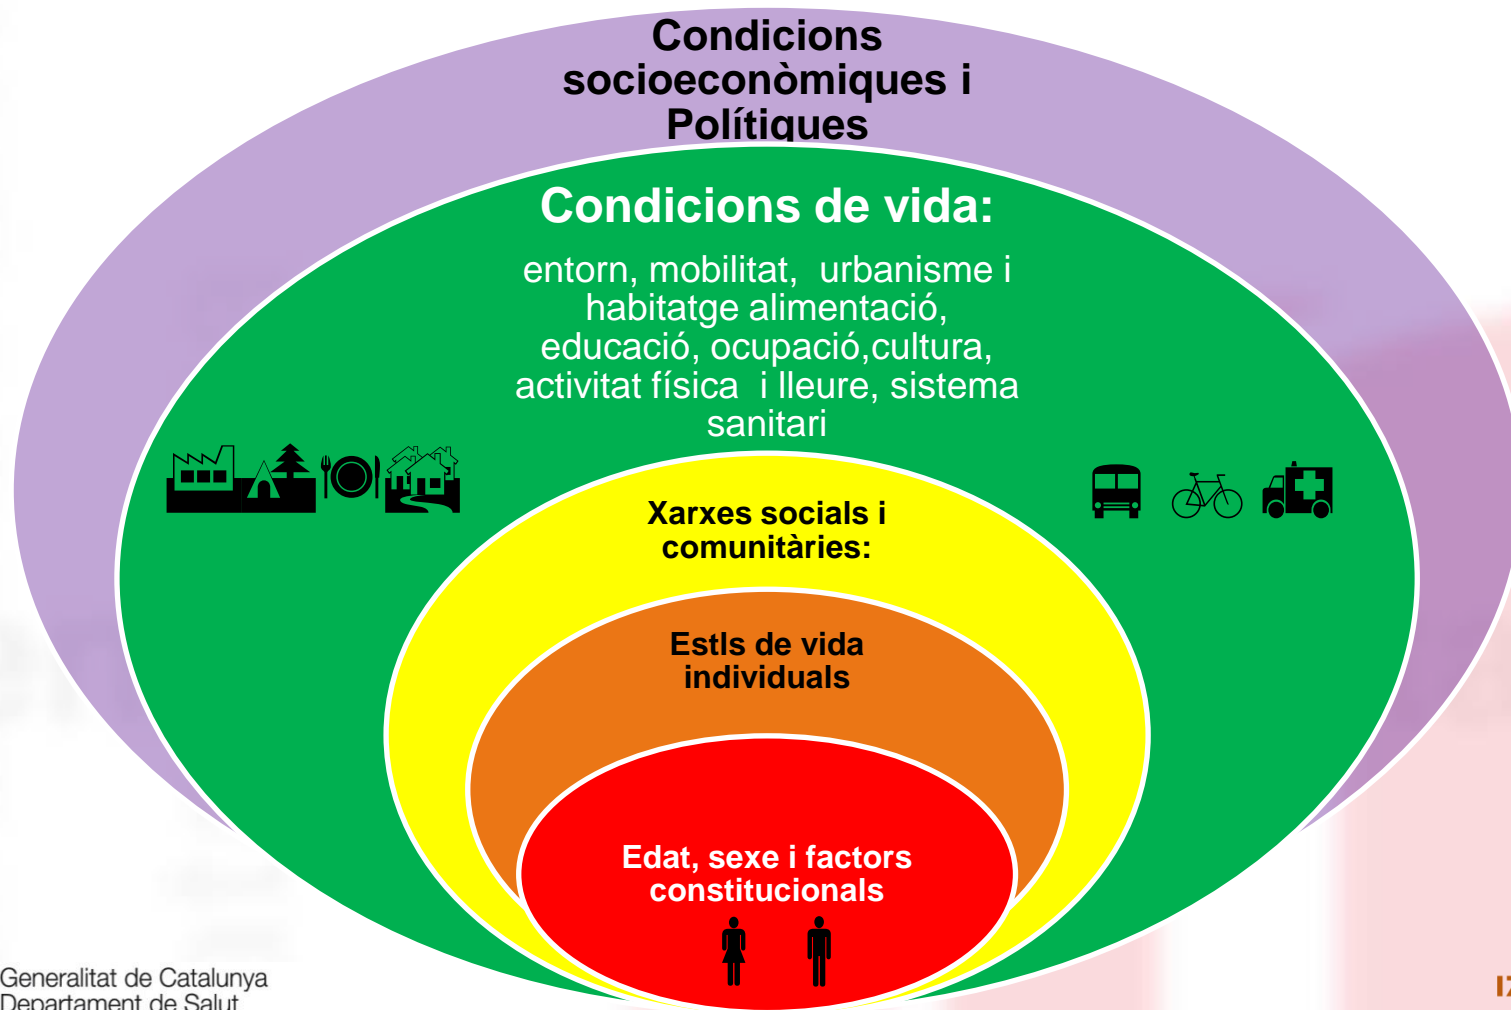 Condicions
socioeconòmiques i
Polítiques
Condicions de vida:
entorn, mobilitat,  urbanisme i
habitatge alimentació,
educació, ocupació,cultura,
activitat física  i lleure, sistema
sanitari
Xarxes socials i
comunitàries:
Estls de vida
individuals
Edat, sexe i factors
constitucionals
Generalitat de Catalunya
Departament de Salut